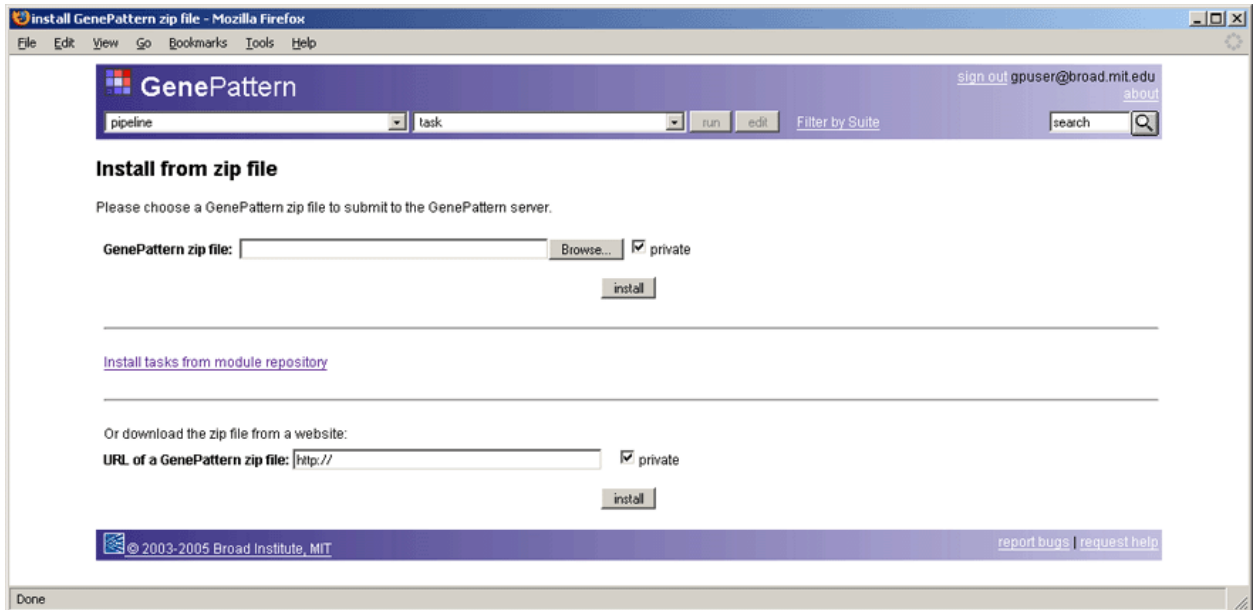 install GenePattern zip file - Mozilla Firefox
File Edit View Go Bookmarks Tools Help
GenePattern
sign out gpuser@broad.mit.edu
about
pipeline task run edit Filter by Suite search
Install from zip file
Please choose a GenePattern zip file to submit to the GenePattern server.
GenePattern zip file: Browse... private
install
Install tasks from module repository
Or download the zip file from a website:
URL of a GenePattern zip file: http:// private
install
© 2003-2005 Broad Institute, MIT report bugs | request help
Done